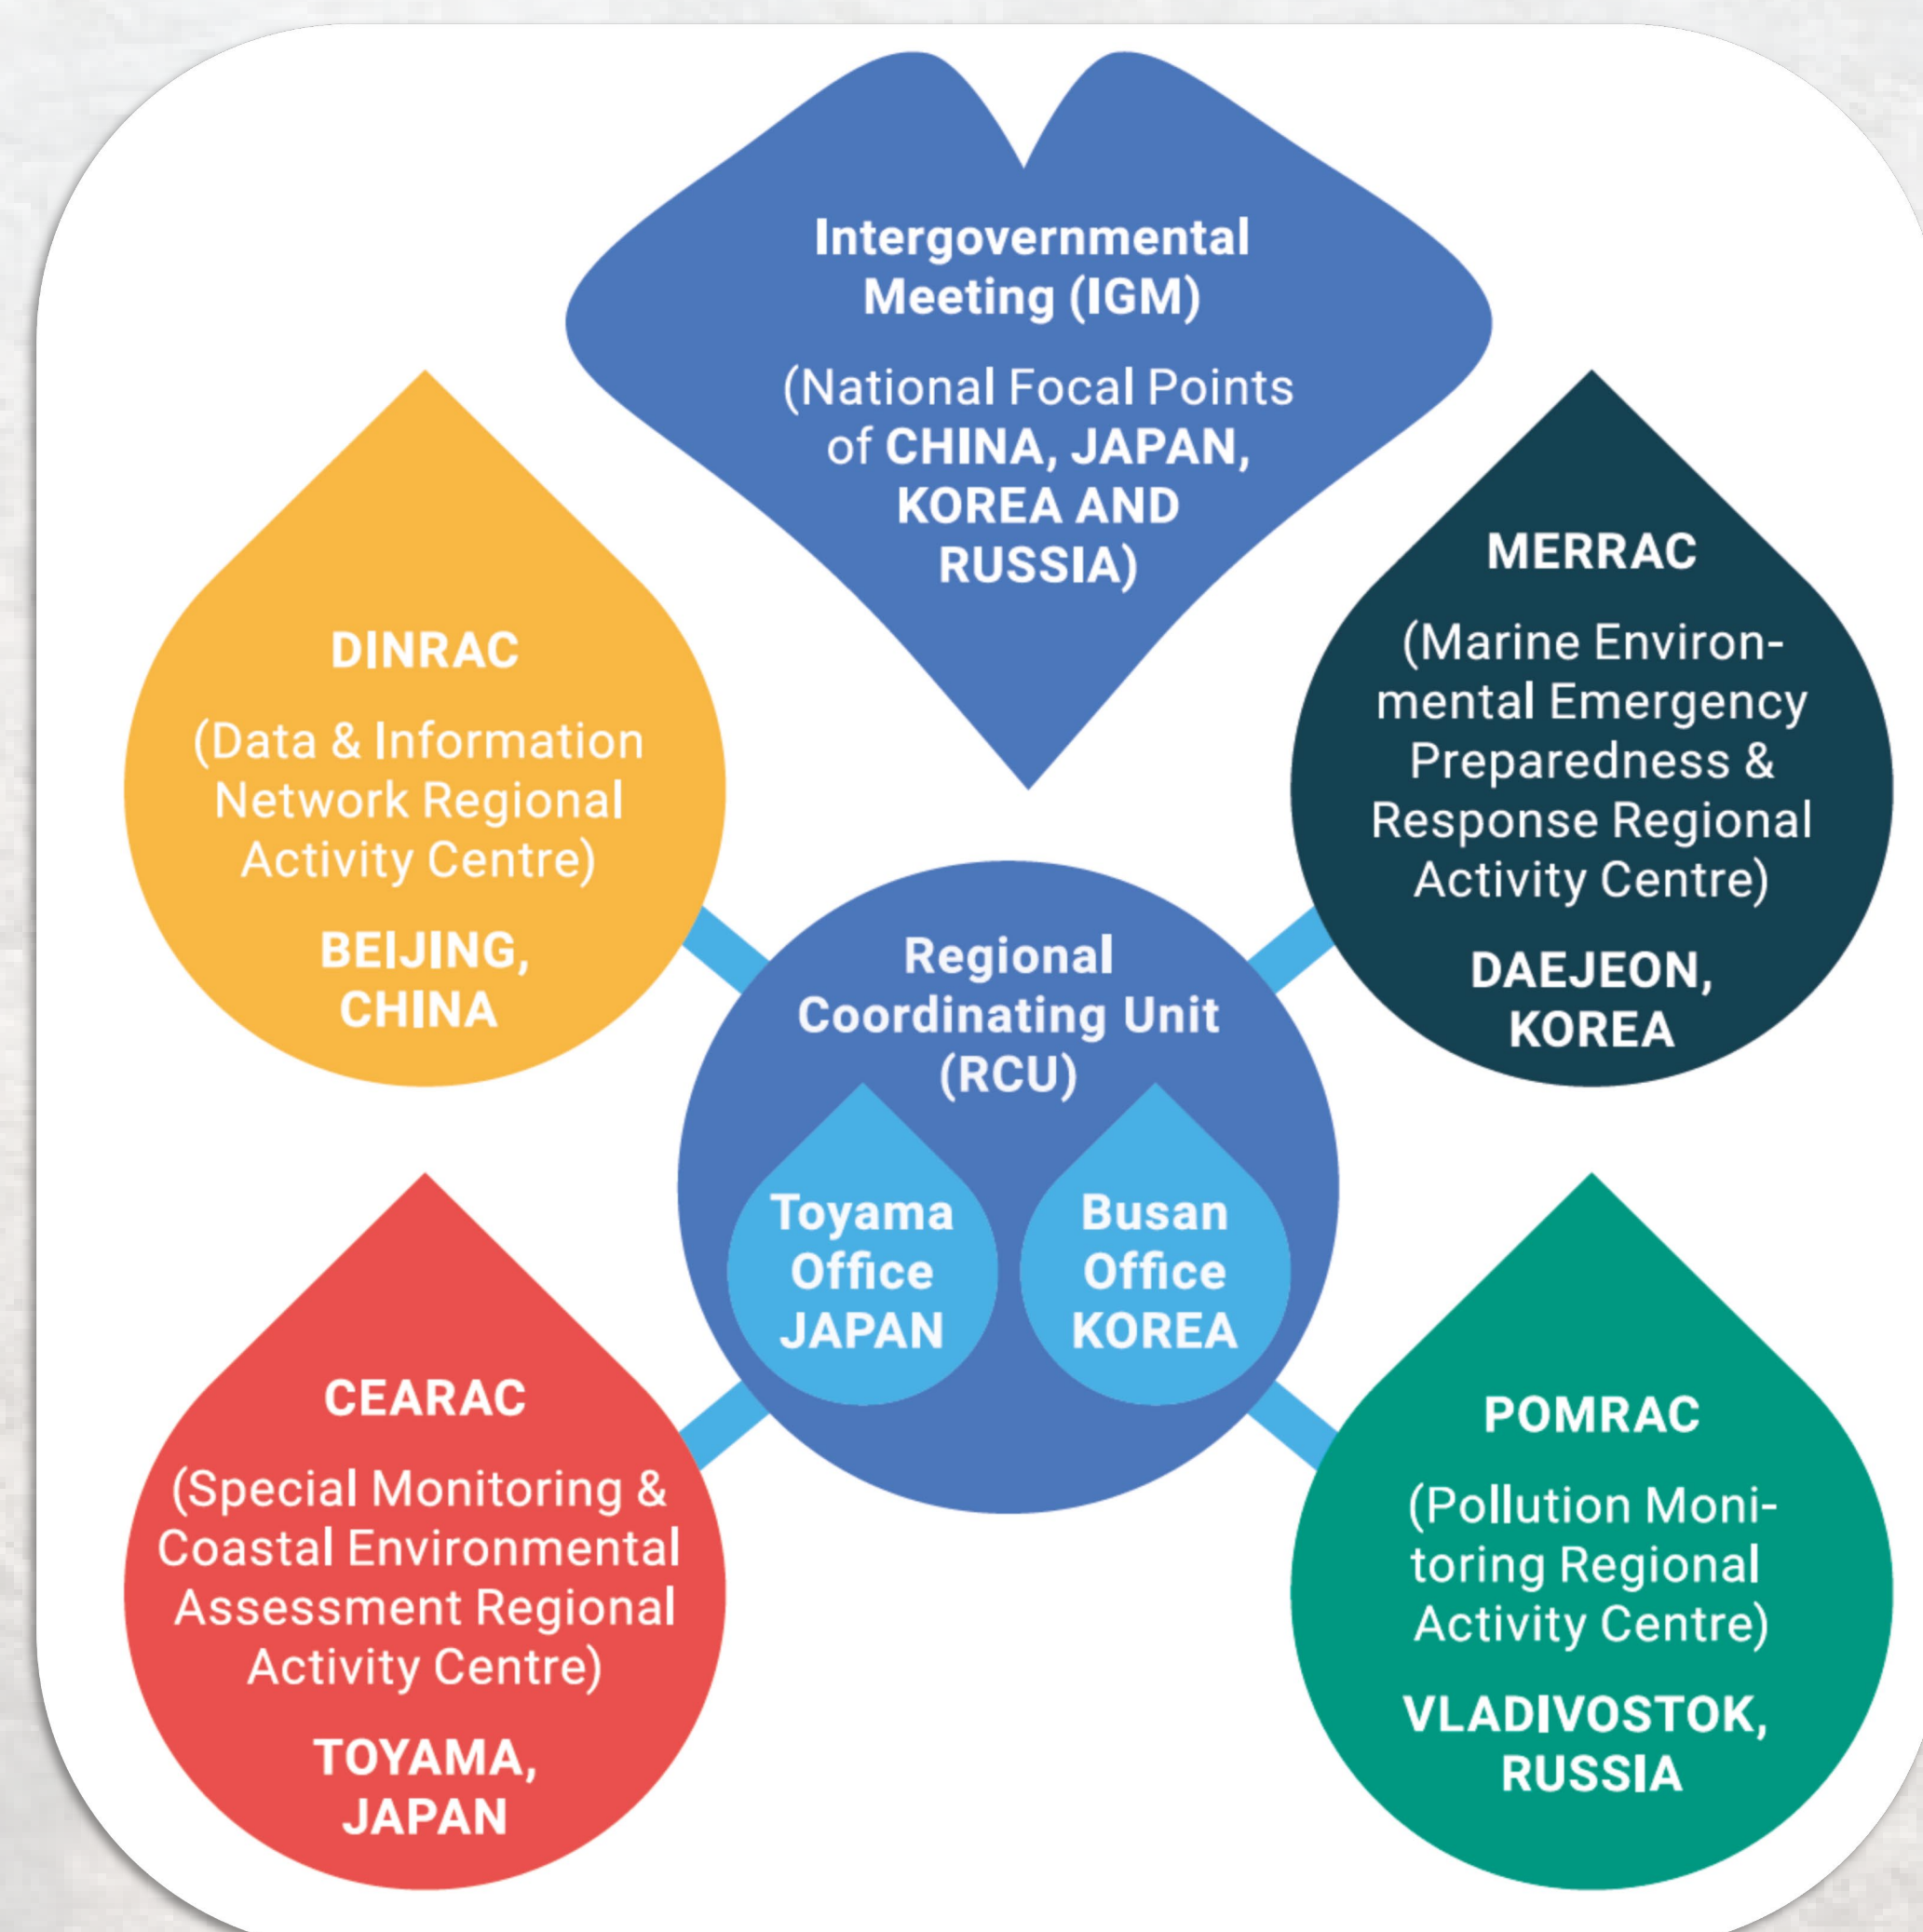 Intergovernmental
Meeting (IGM)
(National Focal Points
of CHINA, JAPAN,
KOREA AND
RUSSIA)
DINRAC
(Data & Information
Network Regional
Activity Centre)
BEIJING,
CHINA
MERRAC
(Marine Environ-
mental Emergency
Preparedness &
Response Regional
Activity Centre)
DAEJEON,
KOREA
Regional
Coordinating Unit
(RCU)
Toyama
Office
JAPAN
Busan
Office
KOREA
CEARAC
(Special Monitoring &
Coastal Environmental
Assessment Regional
Activity Centre)
TOYAMA,
JAPAN
POMRAC
(Pollution Moni-
toring Regional
Activity Centre)
VLADIVOSTOK,
RUSSIA